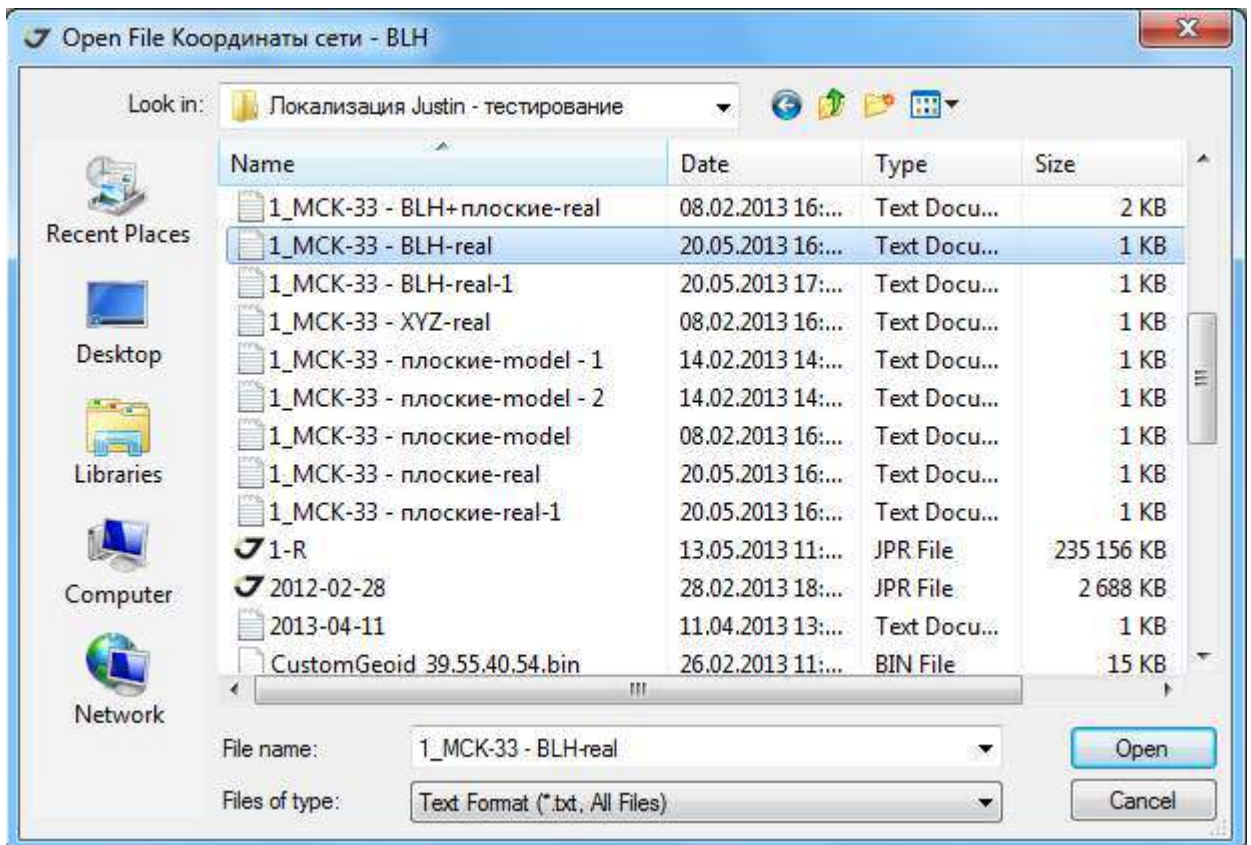 Open File Координаты сети - BLH
Look in: Локализация Justin - тестирование
Name Date Type Size
1_МСК-33 - BLH+плоские-real 08.02.2013 16:... Text Docu... 2 KB
1_МСК-33 - BLH-real 20.05.2013 16:... Text Docu... 1 KB
1_МСК-33 - BLH-real-1 20.05.2013 17:... Text Docu... 1 KB
1_МСК-33 - XYZ-real 08.02.2013 16:... Text Docu... 1 KB
1_МСК-33 - плоские-model - 1 14.02.2013 14:... Text Docu... 1 KB
1_МСК-33 - плоские-model - 2 14.02.2013 14:... Text Docu... 1 KB
1_МСК-33 - плоские-model 08.02.2013 16:... Text Docu... 1 KB
1_МСК-33 - плоские-real 20.05.2013 16:... Text Docu... 1 KB
1_МСК-33 - плоские-real-1 20.05.2013 16:... Text Docu... 1 KB
1-R 13.05.2013 11:... JPR File 235 156 KB
2012-02-28 28.02.2013 18:... JPR File 2 688 KB
2013-04-11 11.04.2013 13:... Text Docu... 1 KB
CustomGeoid_39.55.40.54.bin 26.02.2013 11:... BIN File 15 KB
Recent Places
Desktop
Libraries
Computer
Network
File name: 1_МСК-33 - BLH-real Open
Files of type: Text Format (*.txt, All Files) Cancel